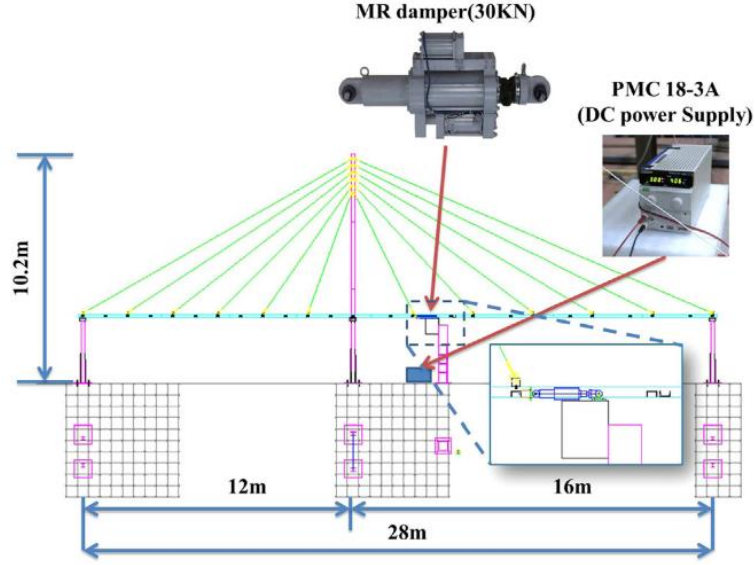 MR damper(30KN)
PMC 18-3A
(DC power Supply)
10.2m
12m
16m
28m